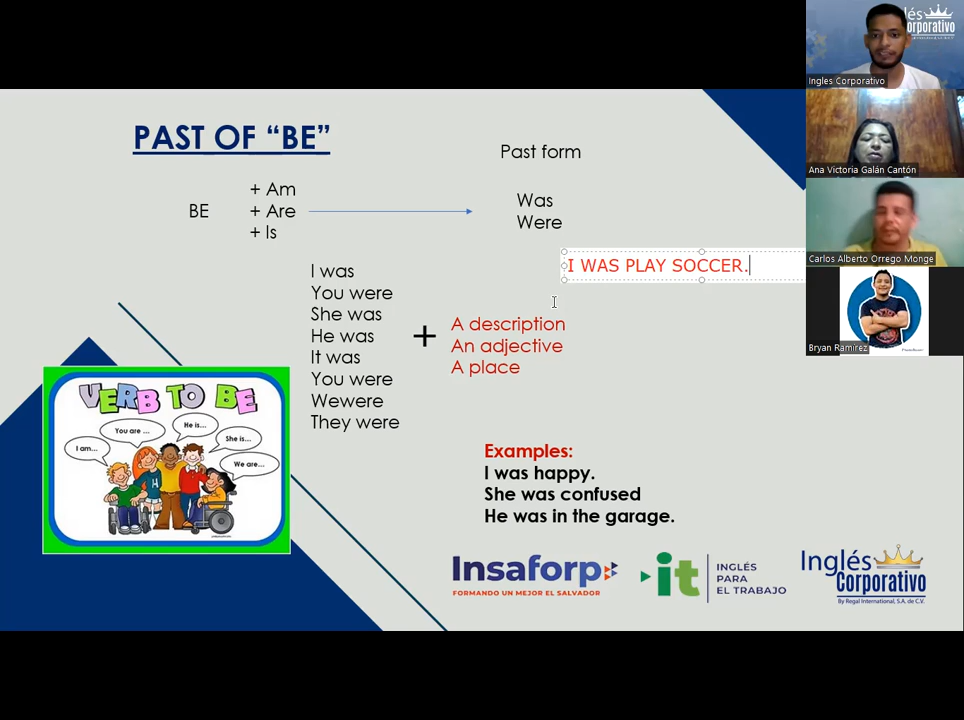 PAST OF “BE”
Past form
BE
+ Am
+ Are
+ Is
Was
Were
I WAS PLAY SOCCER.
I was
You were
She was
He was
It was
You were
Wewere
They were
+
A description
An adjective
A place
VERB TO BE
I am...
You are ...
He is...
She is...
We are...
Examples:
I was happy.
She was confused
He was in the garage.
Insaforp
FORMANDO UN MEJOR EL SALVADOR
it
INGLÉS
PARA
EL TRABAJO
Inglés
Corporativo
By Regal International, S.A. de C.V.
lés
orporativo
Ingles Corporativo
Ana Victoria Galán Cantón
Carlos Alberto Orrego Monge
Bryan Ramirez